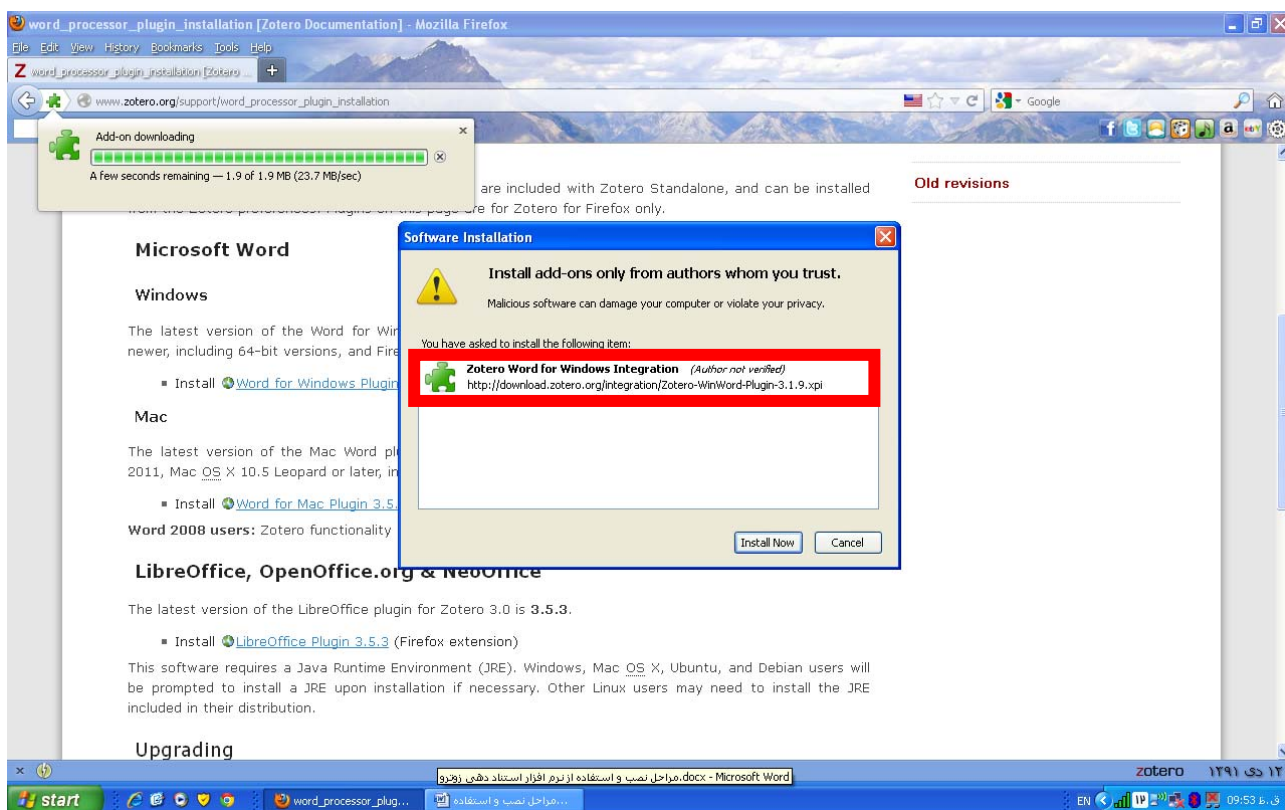 word_processor_plugin_installation [Zotero Documentation] - Mozilla Firefox
File Edit View History Bookmarks Tools Help
Z word_processor_plugin_installation [Zotero ...
www.zotero.org/support/word_processor_plugin_installation
Google
Add-on downloading
A few seconds remaining — 1.9 of 1.9 MB (23.7 MB/sec)
are included with Zotero Standalone, and can be installed
from the Zotero preferences. Plugins on this page are for Zotero for Firefox only.
Old revisions
Microsoft Word
Windows
The latest version of the Word for Win
newer, including 64-bit versions, and Fire
Install Word for Windows Plugin
Mac
The latest version of the Mac Word plu
2011, Mac OS X 10.5 Leopard or later, in
Install Word for Mac Plugin 3.5.
Word 2008 users: Zotero functionality
Software Installation
Install add-ons only from authors whom you trust.
Malicious software can damage your computer or violate your privacy.
You have asked to install the following item:
Zotero Word for Windows Integration (Author not verified)
http://download.zotero.org/integration/Zotero-WinWord-Plugin-3.1.9.xpi
Install Now Cancel
LibreOffice, OpenOffice.org & NeoOffice
The latest version of the LibreOffice plugin for Zotero 3.0 is 3.5.3.
Install LibreOffice Plugin 3.5.3 (Firefox extension)
This software requires a Java Runtime Environment (JRE). Windows, Mac OS X, Ubuntu, and Debian users will
be prompted to install a JRE upon installation if necessary. Other Linux users may need to install the JRE
included in their distribution.
Upgrading
مراحل نصب و استفاده از نرم افزار استناد دهی زوترو.docx - Microsoft Word
zotero ۱۲ دی ۱۳۹۱
start
word_processor_plug...
مراحل نصب و استفاده...
EN ۱۲ 09:53 ق.ظ